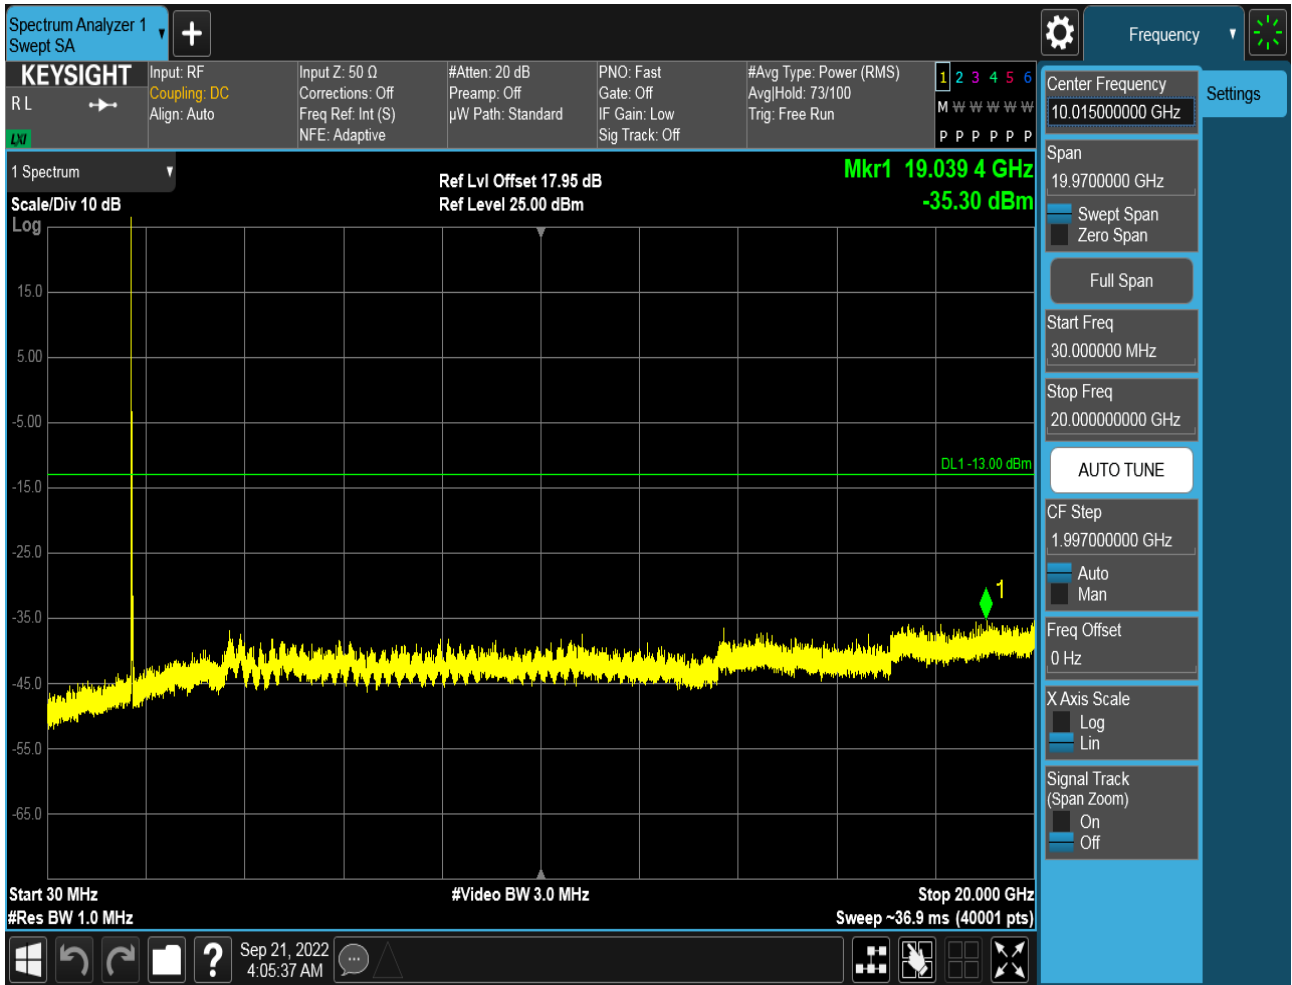 Spectrum Analyzer 1
Swept SA
Frequency
KEYSIGHT
R L
LXI
Input: RF
Coupling: DC
Align: Auto
Input Z: 50 Ω
Corrections: Off
Freq Ref: Int (S)
NFE: Adaptive
#Atten: 20 dB
Preamp: Off
µW Path: Standard
PNO: Fast
Gate: Off
IF Gain: Low
Sig Track: Off
#Avg Type: Power (RMS)
Avg|Hold: 73/100
Trig: Free Run
1 2 3 4 5 6
M W W W W W
P P P P P P
1 Spectrum
Scale/Div 10 dB
Log
Ref Lvl Offset 17.95 dB
Ref Level 25.00 dBm
Mkr1 19.039 4 GHz
-35.30 dBm
15.0
5.00
-5.00
DL1 -13.00 dBm
-15.0
-25.0
1
-35.0
-45.0
-55.0
-65.0
Start 30 MHz
#Res BW 1.0 MHz
#Video BW 3.0 MHz
Stop 20.000 GHz
Sweep ~36.9 ms (40001 pts)
Center Frequency
10.015000000 GHz
Settings
Span
19.9700000 GHz
Swept Span
Zero Span
Full Span
Start Freq
30.000000 MHz
Stop Freq
20.000000000 GHz
AUTO TUNE
CF Step
1.997000000 GHz
Auto
Man
Freq Offset
0 Hz
X Axis Scale
Log
Lin
Signal Track
(Span Zoom)
On
Off
?
Sep 21, 2022
4:05:37 AM